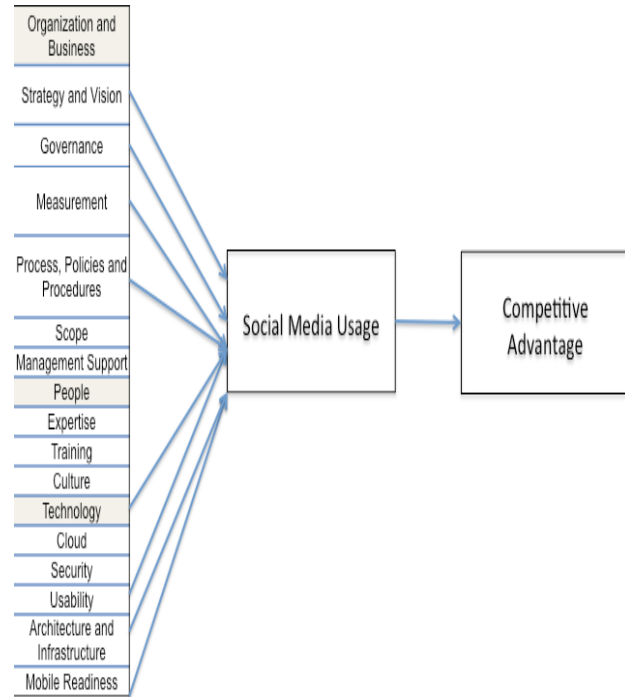 Organization and
Business
Strategy and Vision
Governance
Measurement
Process, Policies and
Procedures
Scope
Management Support
People
Expertise
Training
Culture
Technology
Cloud
Security
Usability
Architecture and
Infrastructure
Mobile Readiness
Social Media Usage
Competitive
Advantage